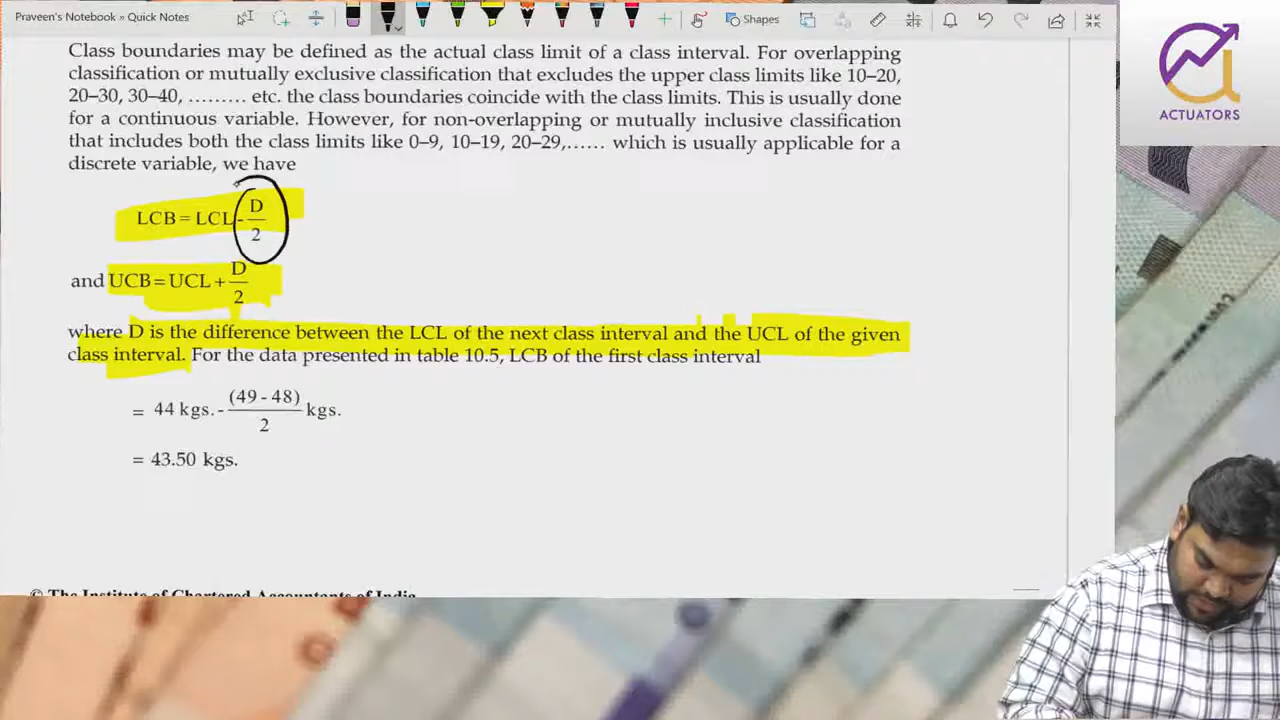 Praveen's Notebook » Quick Notes
Shapes
ACTUATORS
Class boundaries may be defined as the actual class limit of a class interval. For overlapping
classification or mutually exclusive classification that excludes the upper class limits like 10–20,
20–30, 30–40, ......... etc. the class boundaries coincide with the class limits. This is usually done
for a continuous variable. However, for non-overlapping or mutually inclusive classification
that includes both the class limits like 0–9, 10–19, 20–29,...... which is usually applicable for a
discrete variable, we have
LCB = LCL - D/2
and UCB = UCL + D/2
where D is the difference between the LCL of the next class interval and the UCL of the given
class interval. For the data presented in table 10.5, LCB of the first class interval
= 44 kgs. - (49 - 48)/2 kgs.
= 43.50 kgs.
© The Institute of Chartered Accountants of India